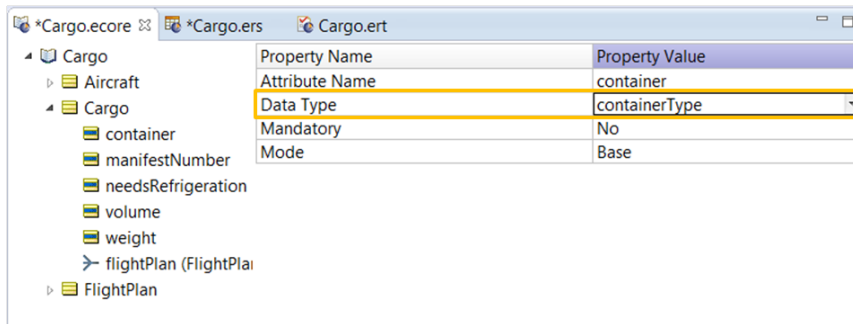 *Cargo.ecore *Cargo.ers Cargo.ert
Cargo
Aircraft
Cargo
container
manifestNumber
needsRefrigeration
volume
weight
flightPlan (FlightPla
FlightPlan
Property Name Property Value
Attribute Name container
Data Type containerType
Mandatory No
Mode Base